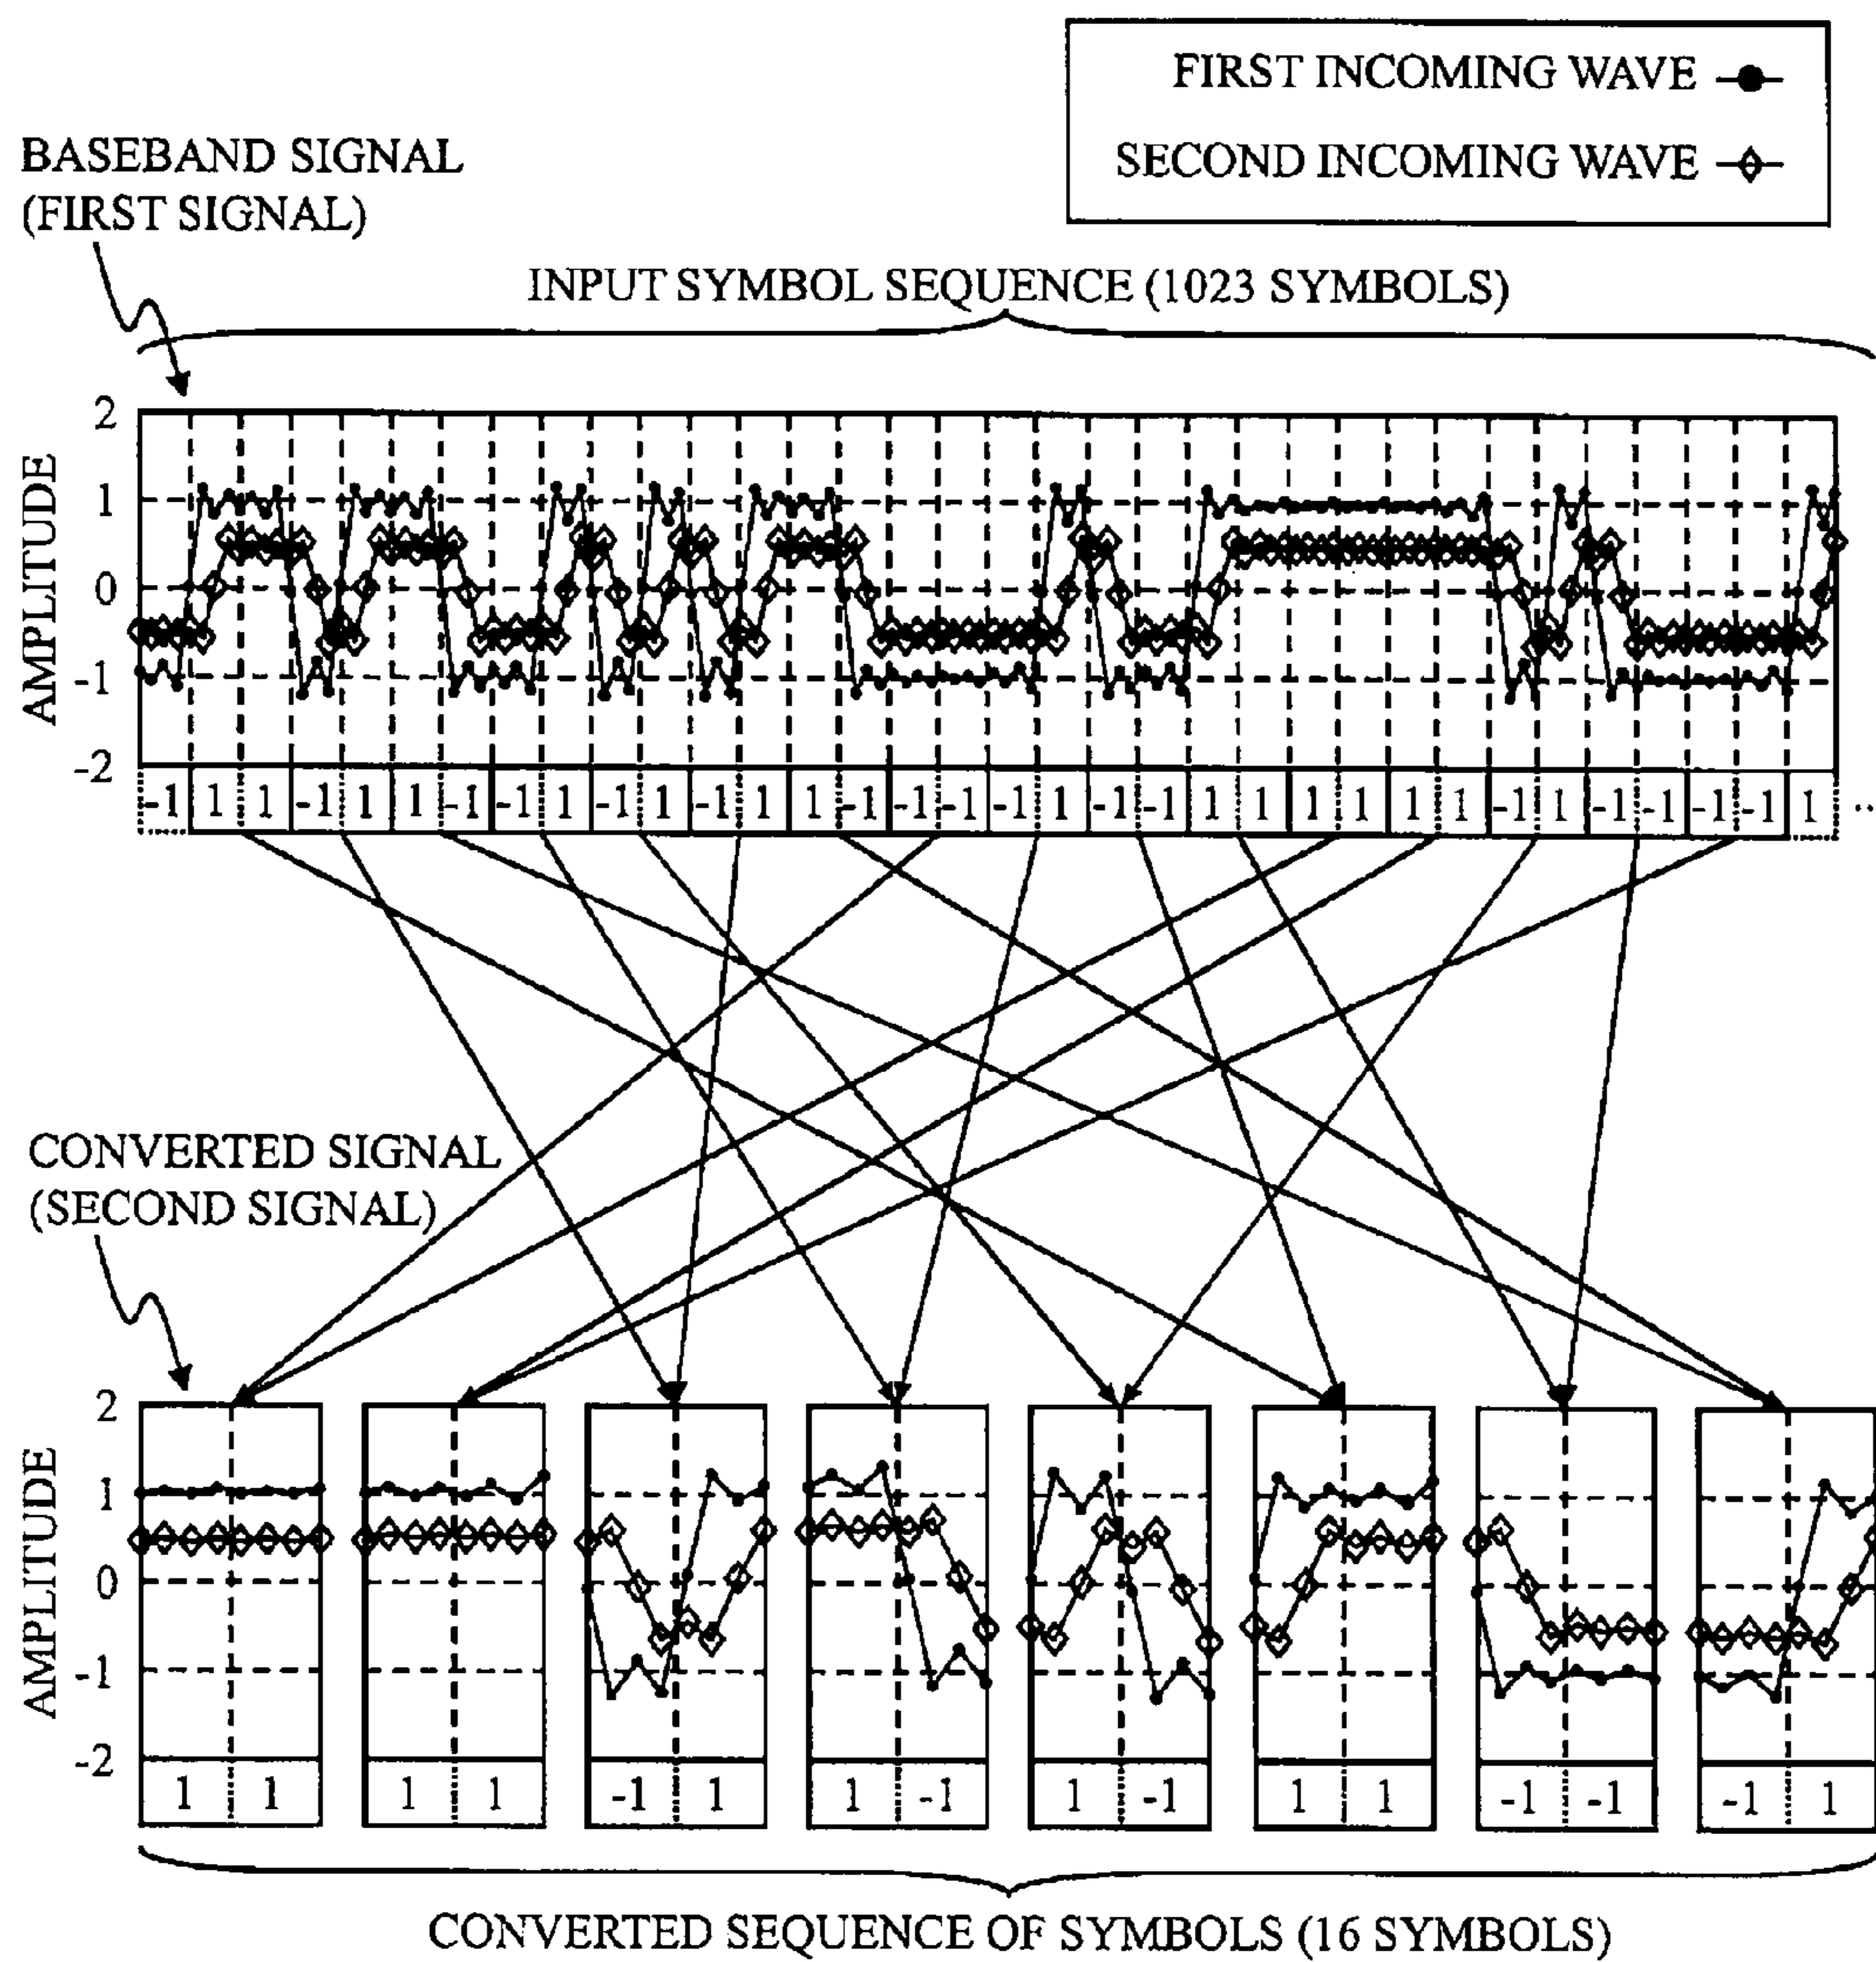 FIRST INCOMING WAVE
SECOND INCOMING WAVE
BASEBAND SIGNAL
(FIRST SIGNAL)
INPUT SYMBOL SEQUENCE (1023 SYMBOLS)
AMPLITUDE
2
1
0
-1
-2
-1 1 1 -1 1 1 -1 -1 1 -1 1 -1 1 1 -1 -1 -1 -1 1 -1 -1 1 1 1 1 1 1 -1 1 -1 -1 -1 -1 1 ..
CONVERTED SIGNAL
(SECOND SIGNAL)
AMPLITUDE
2
1
0
-1
-2
1 1 1 1 -1 1 1 -1 1 -1 1 1 -1 -1 -1 1
CONVERTED SEQUENCE OF SYMBOLS (16 SYMBOLS)